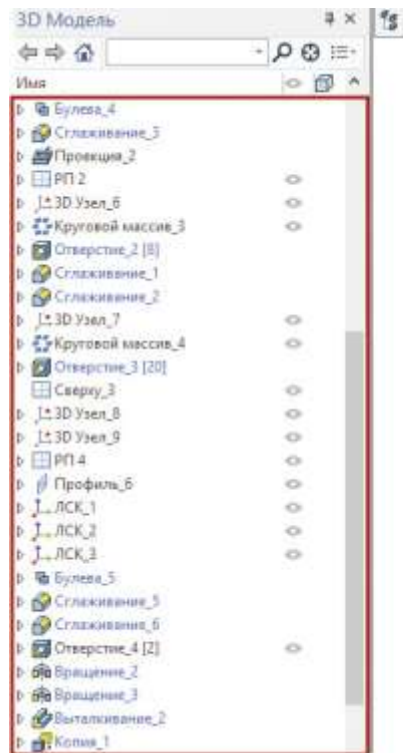 3D Модель
Имя
Булева_4
Сглаживание_3
Проекция_2
РП 2
3D Узел_6
Круговой массив_3
Отверстие_2 [8]
Сглаживание_1
Сглаживание_2
3D Узел_7
Круговой массив_4
Отверстие_3 [20]
Сверху_3
3D Узел_8
3D Узел_9
РП 4
Профиль_6
ЛСК_1
ЛСК_2
ЛСК_3
Булева_5
Сглаживание_5
Сглаживание_6
Отверстие_4 [2]
Вращение_2
Вращение_3
Выталкивание_2
Копия_1